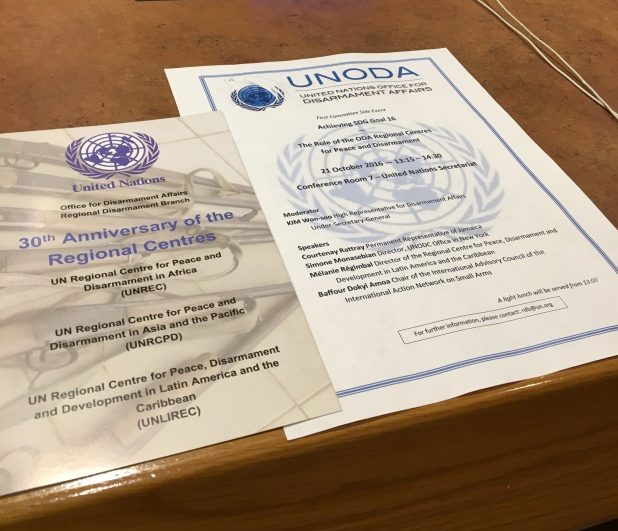 United Nations
Office for Disarmament Affairs
Regional Disarmament Branch
30th Anniversary of the
Regional Centres
UN Regional Centre for Peace and
Disarmament in Africa
(UNREC)
UN Regional Centre for Peace and
Disarmament in Asia and the Pacific
(UNRCPD)
UN Regional Centre for Peace, Disarmament
and Development in Latin America and the
Caribbean
(UNLIREC)
UNODA
UNITED NATIONS OFFICE FOR
DISARMAMENT AFFAIRS
First Committee Side Event
Achieving SDG Goal 16
The Role of the ODA Regional Centres
for Peace and Disarmament
21 October 2016 — 13:15 - 14:30
Conference Room 7 – United Nations Secretariat
Moderator
KIM Won-soo High Representative for Disarmament Affairs
Under-Secretary-General
Speakers
Courtenay Rattray Permanent Representative of Jamaica
Simone Monasebian Director, UNODC Office in New York
Mélanie Régimbal Director of the Regional Centre for Peace, Disarmament and
Development in Latin America and the Caribbean
Baffour Dokyi Amoa Chair of the International Advisory Council of the
International Action Network on Small Arms
A light lunch will be served from 13:00
For further information, please contact: rdb@un.org